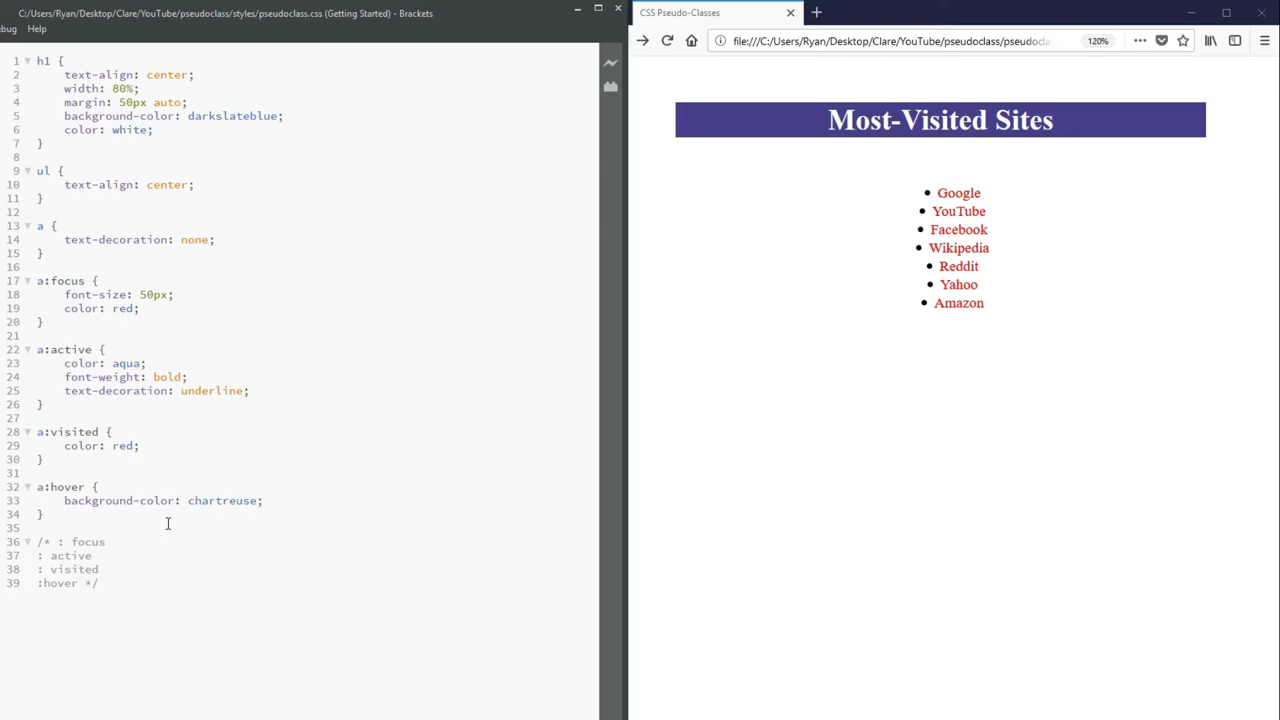 C:/Users/Ryan/Desktop/Clare/YouTube/pseudoclass/styles/pseudoclass.css (Getting Started) - Brackets
ebug Help
1 h1 {
2 text-align: center;
3 width: 80%;
4 margin: 50px auto;
5 background-color: darkslateblue;
6 color: white;
7 }
8
9 ul {
10 text-align: center;
11 }
12
13 a {
14 text-decoration: none;
15 }
16
17 a:focus {
18 font-size: 50px;
19 color: red;
20 }
21
22 a:active {
23 color: aqua;
24 font-weight: bold;
25 text-decoration: underline;
26 }
27
28 a:visited {
29 color: red;
30 }
31
32 a:hover {
33 background-color: chartreuse;
34 }
35
36 /* : focus
37 : active
38 : visited
39 :hover */
CSS Pseudo-Classes
file:///C:/Users/Ryan/Desktop/Clare/YouTube/pseudoclass/pseudocla
120%
Most-Visited Sites
• Google
• YouTube
• Facebook
• Wikipedia
• Reddit
• Yahoo
• Amazon